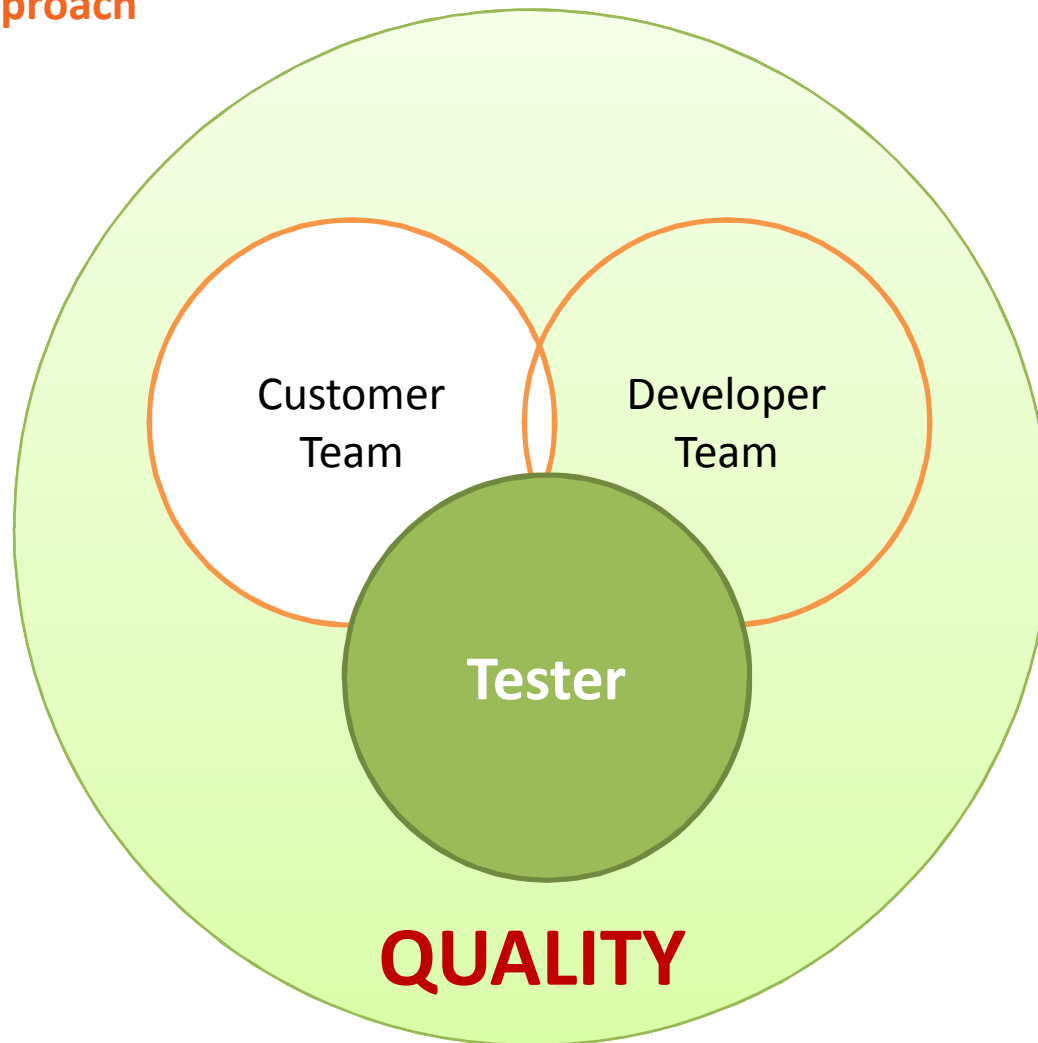 proach
Customer
Team
Developer
Team
Tester
QUALITY